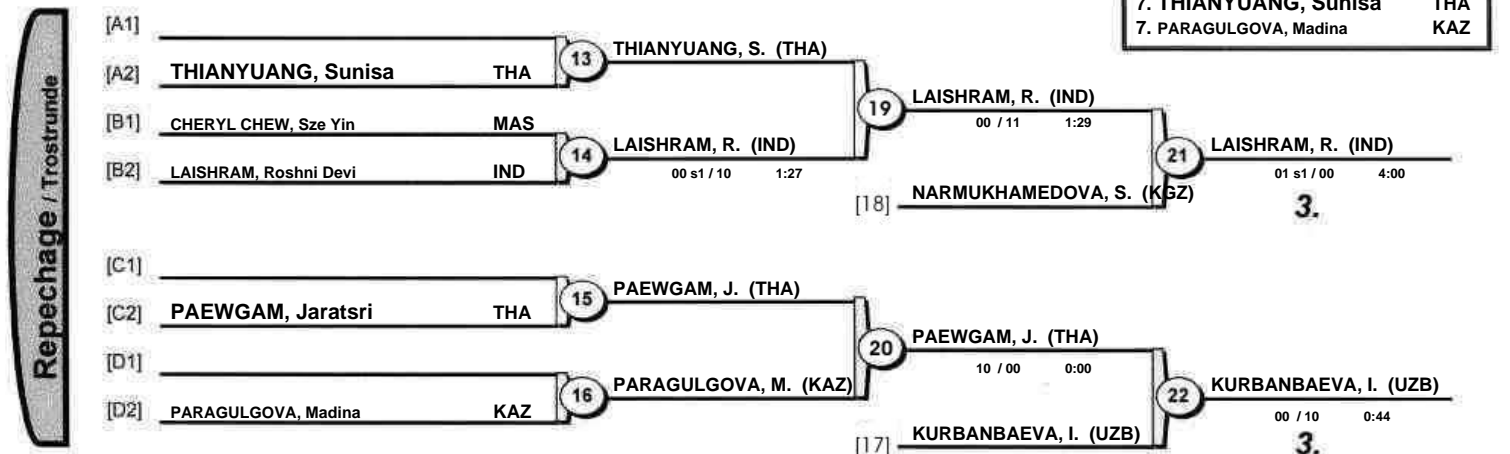 7. THIANYUANG, Sunisa THA
7. PARAGULGOVA, Madina KAZ
Repechage / Trostrunde
[A1]
[A2] THIANYUANG, Sunisa THA
13
THIANYUANG, S. (THA)
[B1] CHERYL CHEW, Sze Yin MAS
[B2] LAISHRAM, Roshni Devi IND
14
LAISHRAM, R. (IND)
00 s1 / 10 1:27
19
LAISHRAM, R. (IND)
00 / 11 1:29
[18] NARMUKHAMEDOVA, S. (KGZ)
21
LAISHRAM, R. (IND)
01 s1 / 00 4:00
3.
[C1]
[C2] PAEWGAM, Jaratsri THA
15
PAEWGAM, J. (THA)
[D1]
[D2] PARAGULGOVA, Madina KAZ
16
PARAGULGOVA, M. (KAZ)
20
PAEWGAM, J. (THA)
10 / 00 0:00
[17] KURBANBAEVA, I. (UZB)
22
KURBANBAEVA, I. (UZB)
00 / 10 0:44
3.